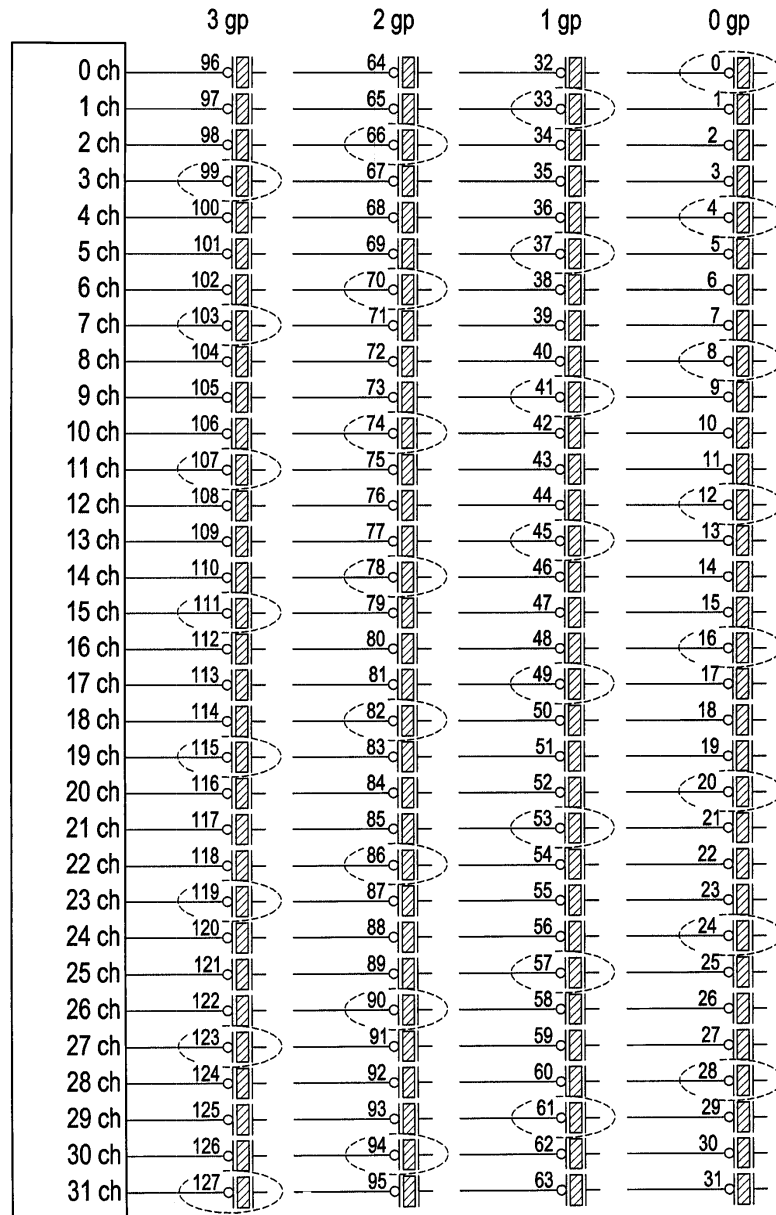 3 gp 2 gp 1 gp 0 gp
0 ch 96 64 32 0
1 ch 97 65 33 1
2 ch 98 66 34 2
3 ch 99 67 35 3
4 ch 100 68 36 4
5 ch 101 69 37 5
6 ch 102 70 38 6
7 ch 103 71 39 7
8 ch 104 72 40 8
9 ch 105 73 41 9
10 ch 106 74 42 10
11 ch 107 75 43 11
12 ch 108 76 44 12
13 ch 109 77 45 13
14 ch 110 78 46 14
15 ch 111 79 47 15
16 ch 112 80 48 16
17 ch 113 81 49 17
18 ch 114 82 50 18
19 ch 115 83 51 19
20 ch 116 84 52 20
21 ch 117 85 53 21
22 ch 118 86 54 22
23 ch 119 87 55 23
24 ch 120 88 56 24
25 ch 121 89 57 25
26 ch 122 90 58 26
27 ch 123 91 59 27
28 ch 124 92 60 28
29 ch 125 93 61 29
30 ch 126 94 62 30
31 ch 127 95 63 31